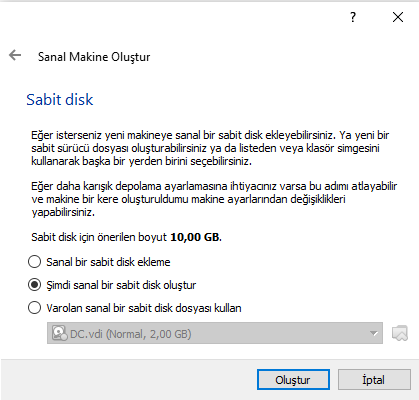 ?
Sanal Makine Oluştur
Sabit disk
Eğer isterseniz yeni makineye sanal bir sabit disk ekleyebilirsiniz. Ya yeni bir
sabit sürücü dosyası oluşturabilirsiniz ya da listeden veya klasör simgesini
kullanarak başka bir yerden birini seçebilirsiniz.
Eğer daha karışık depolama ayarlamasına ihtiyacınız varsa bu adımı atlayabilir
ve makine bir kere oluşturuldumu makine ayarlarından değişiklikleri
yapabilirsiniz.
Sabit disk için önerilen boyut 10,00 GB.
Sanal bir sabit disk ekleme
Şimdi sanal bir sabit disk oluştur
Varolan sanal bir sabit disk dosyası kullan
DC.vdi (Normal, 2,00 GB)
Oluştur İptal